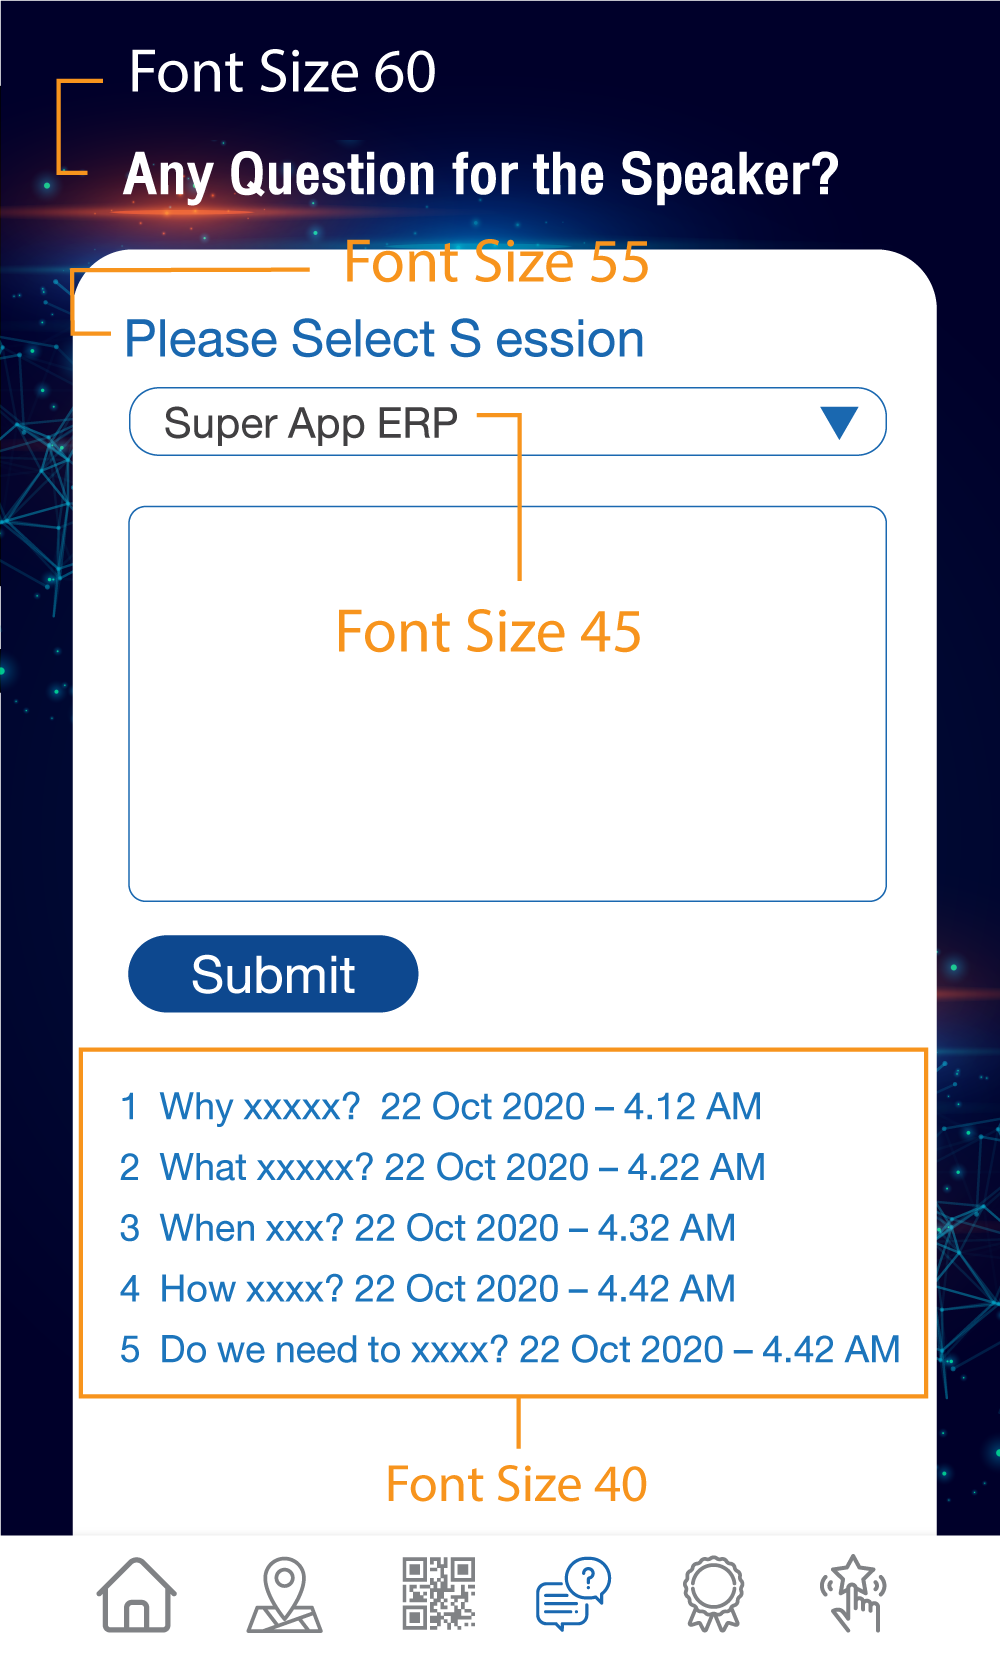 Font Size 60
Any Question for the Speaker?
Font Size 55
Please Select S ession
Super App ERP
Font Size 45
Submit
1 Why xxxxx? 22 Oct 2020 – 4.12 AM
2 What xxxxx? 22 Oct 2020 – 4.22 AM
3 When xxx? 22 Oct 2020 – 4.32 AM
4 How xxxx? 22 Oct 2020 – 4.42 AM
5 Do we need to xxxx? 22 Oct 2020 – 4.42 AM
Font Size 40
?